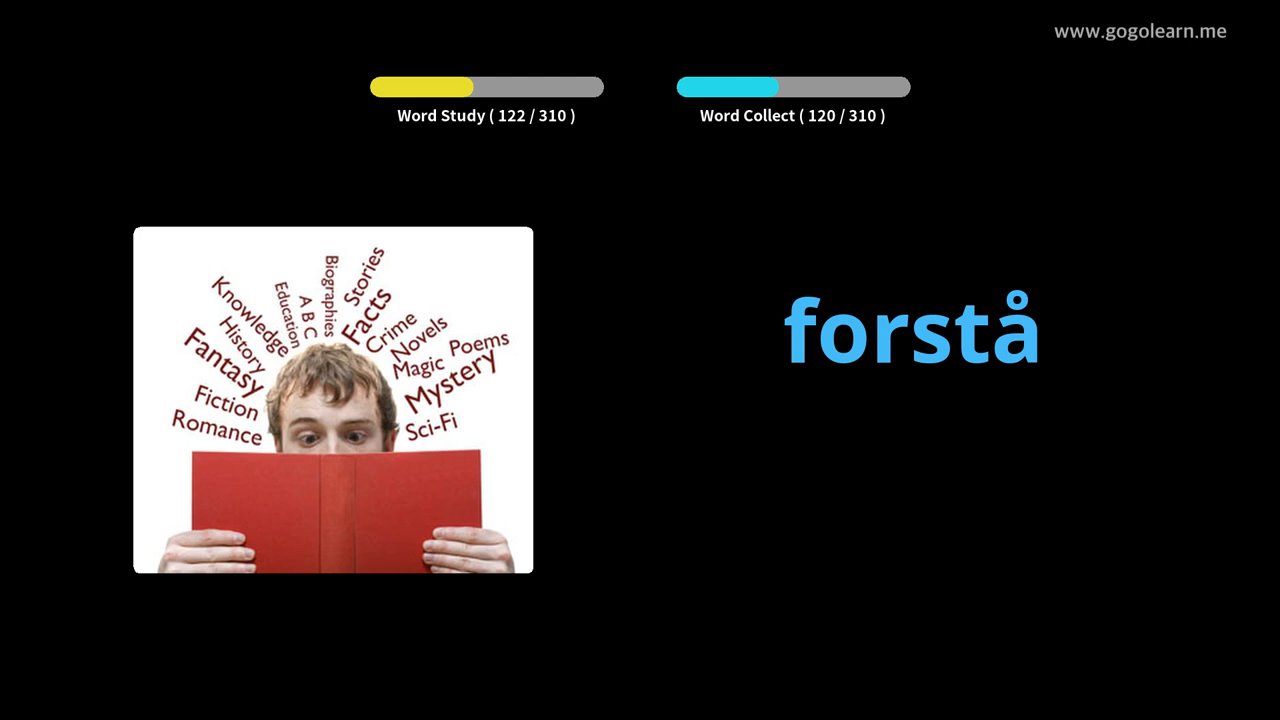 www.gogolearn.me
Word Study ( 122 / 310 )
Word Collect ( 120 / 310 )
Romance
Fiction
Fantasy
History
Knowledge
Education
A B C
Biographies
Stories
Facts
Crime
Novels
Magic
Poems
Mystery
Sci-Fi
forstå